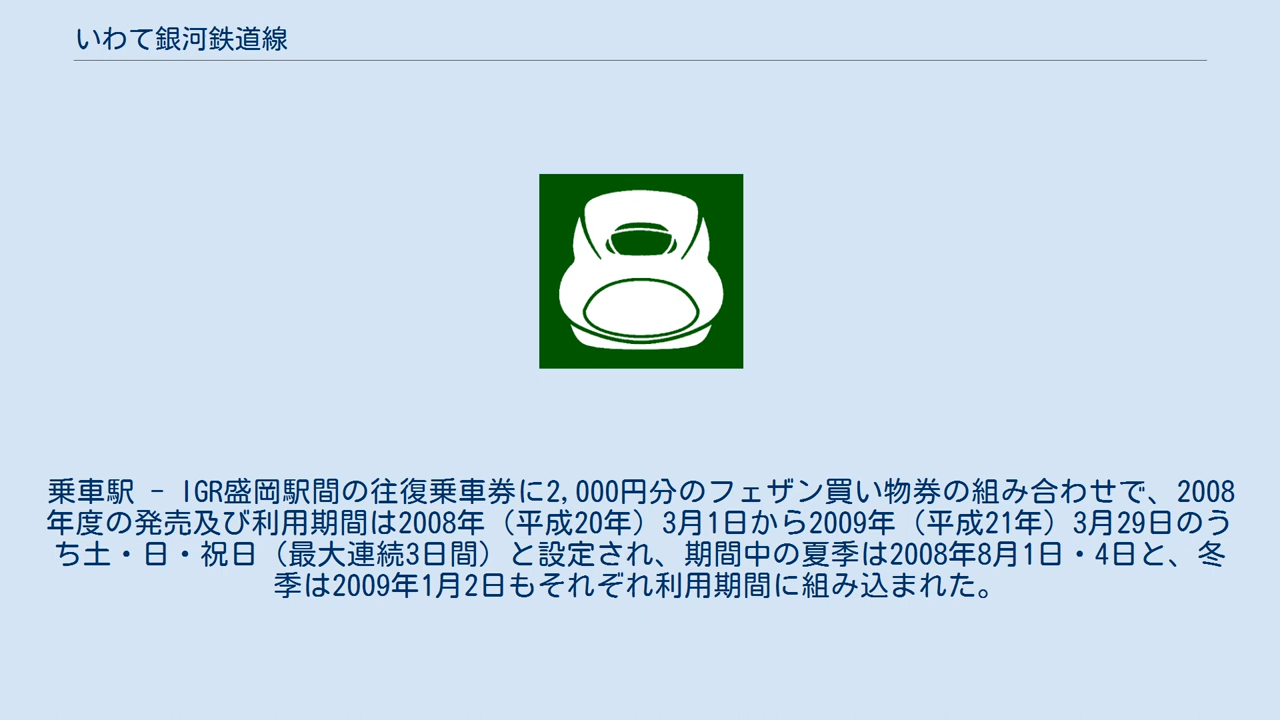 いわて銀河鉄道線
乗車駅 - IGR盛岡駅間の往復乗車券に2,000円分のフェザン買い物券の組み合わせで、2008
年度の発売及び利用期間は2008年（平成20年）3月1日から2009年（平成21年）3月29日のう
ち土・日・祝日（最大連続3日間）と設定され、期間中の夏季は2008年8月1日・4日と、冬
季は2009年1月2日もそれぞれ利用期間に組み込まれた。